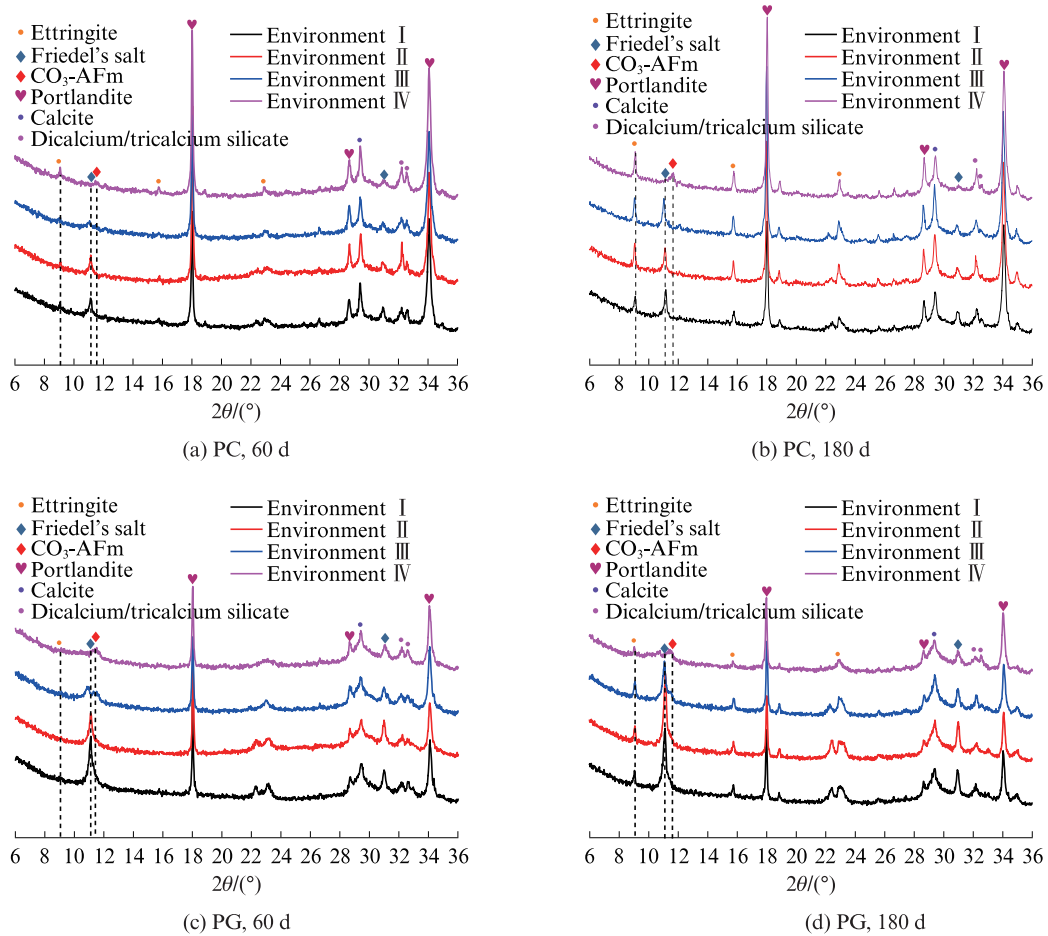 Ettringite
Friedel's salt
CO₃-AFm
Portlandite
Calcite
Dicalcium/tricalcium silicate
Environment Ⅰ
Environment Ⅱ
Environment Ⅲ
Environment Ⅳ
6 8 10 12 14 16 18 20 22 24 26 28 30 32 34 36
2θ/(°)
(a) PC, 60 d
Ettringite
Friedel's salt
CO₃-AFm
Portlandite
Calcite
Dicalcium/tricalcium silicate
Environment Ⅰ
Environment Ⅱ
Environment Ⅲ
Environment Ⅳ
6 8 10 12 14 16 18 20 22 24 26 28 30 32 34 36
2θ/(°)
(b) PC, 180 d
Ettringite
Friedel's salt
CO₃-AFm
Portlandite
Calcite
Dicalcium/tricalcium silicate
Environment Ⅰ
Environment Ⅱ
Environment Ⅲ
Environment Ⅳ
6 8 10 12 14 16 18 20 22 24 26 28 30 32 34 36
2θ/(°)
(c) PG, 60 d
Ettringite
Friedel's salt
CO₃-AFm
Portlandite
Calcite
Dicalcium/tricalcium silicate
Environment Ⅰ
Environment Ⅱ
Environment Ⅲ
Environment Ⅳ
6 8 10 12 14 16 18 20 22 24 26 28 30 32 34 36
2θ/(°)
(d) PG, 180 d